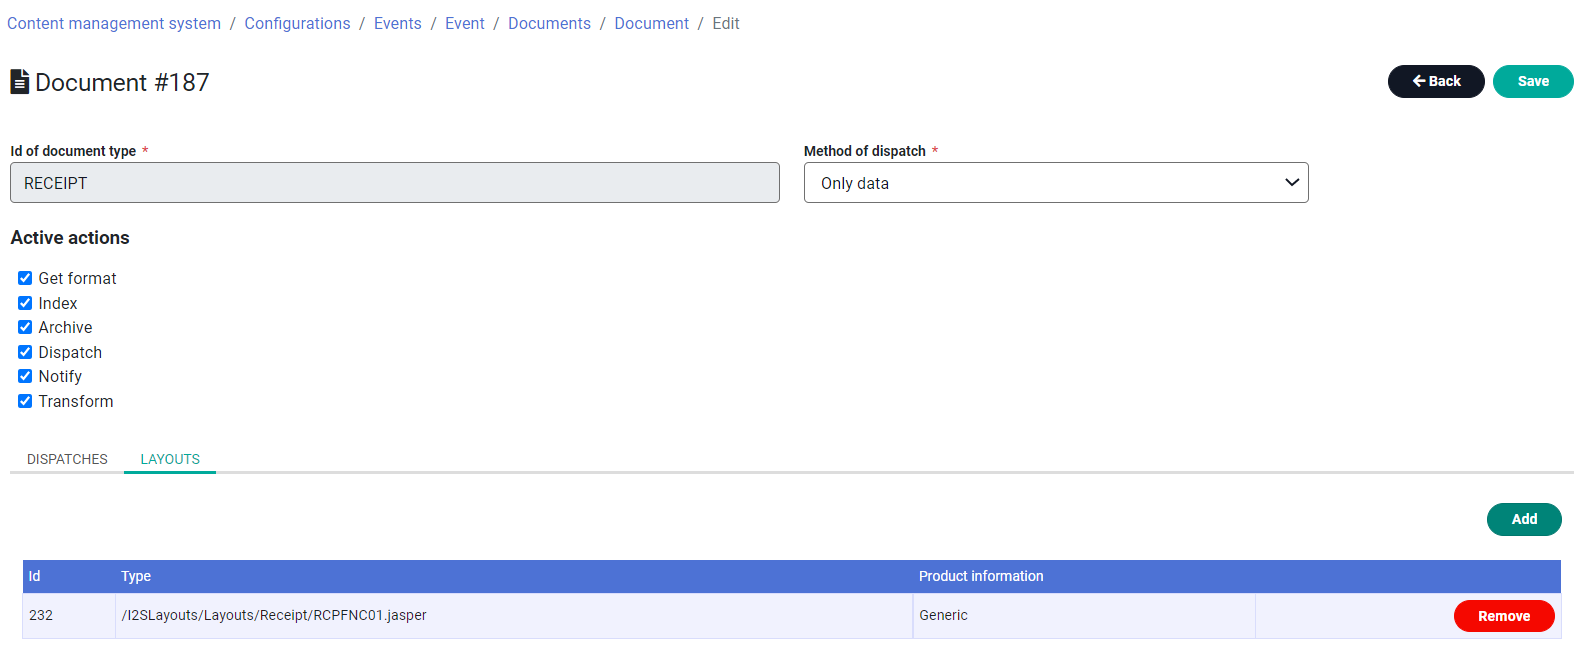 Content management system / Configurations / Events / Event / Documents / Document / Edit
Document #187
Back
Save
Id of document type *
Method of dispatch *
RECEIPT
Only data
Active actions
Get format
Index
Archive
Dispatch
Notify
Transform
DISPATCHES
LAYOUTS
Add
Id Type Product information
232 /I2SLayouts/Layouts/Receipt/RCPFNC01.jasper Generic Remove